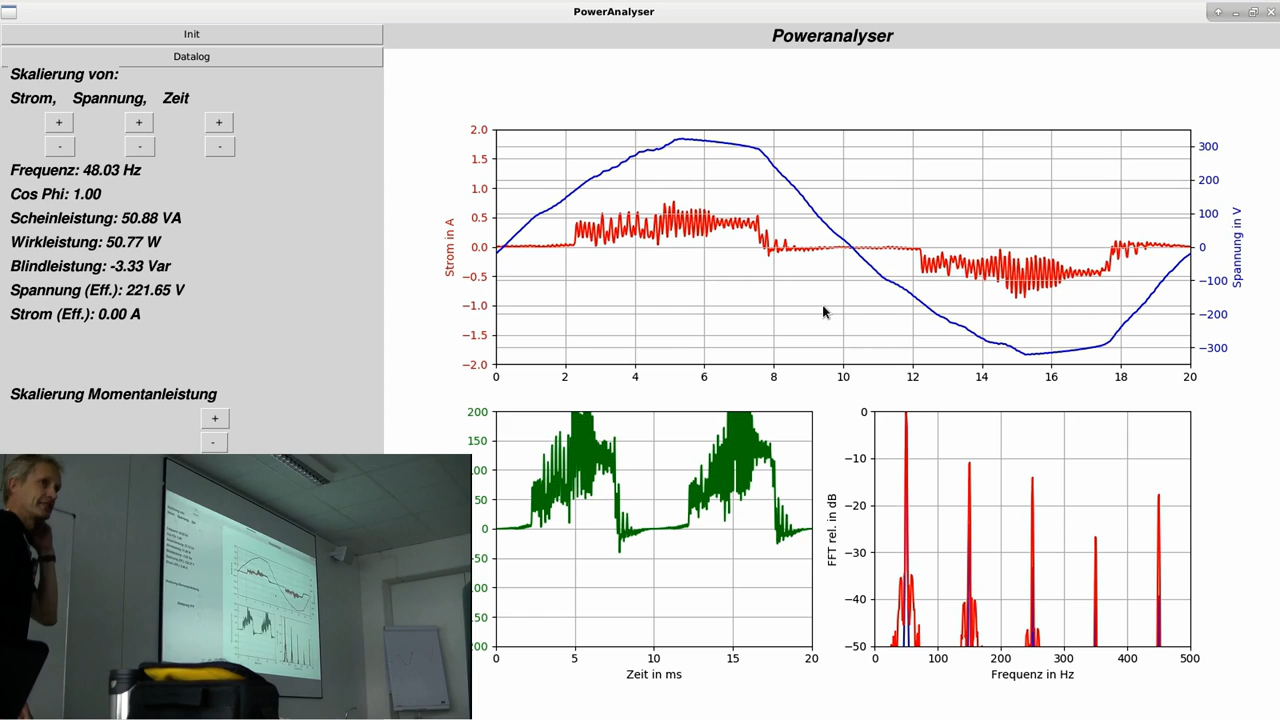 PowerAnalyser
Init
Datalog
Skalierung von:
Strom, Spannung, Zeit
+ + +
- - -
Frequenz: 48.03 Hz
Cos Phi: 1.00
Scheinleistung: 50.88 VA
Wirkleistung: 50.77 W
Blindleistung: -3.33 Var
Spannung (Eff.): 221.65 V
Strom (Eff.): 0.00 A
Skalierung Momentanleistung
+
-
Poweranalyser
Strom in A
2.0
1.5
1.0
0.5
0.0
−0.5
−1.0
−1.5
−2.0
300
200
100
0
−100
−200
−300
Spannung in V
0 2 4 6 8 10 12 14 16 18 20
200
150
100
50
0
50
100
150
200
0 5 10 15 20
Zeit in ms
FFT rel. in dB
0
−10
−20
−30
−40
−50
0 100 200 300 400 500
Frequenz in Hz